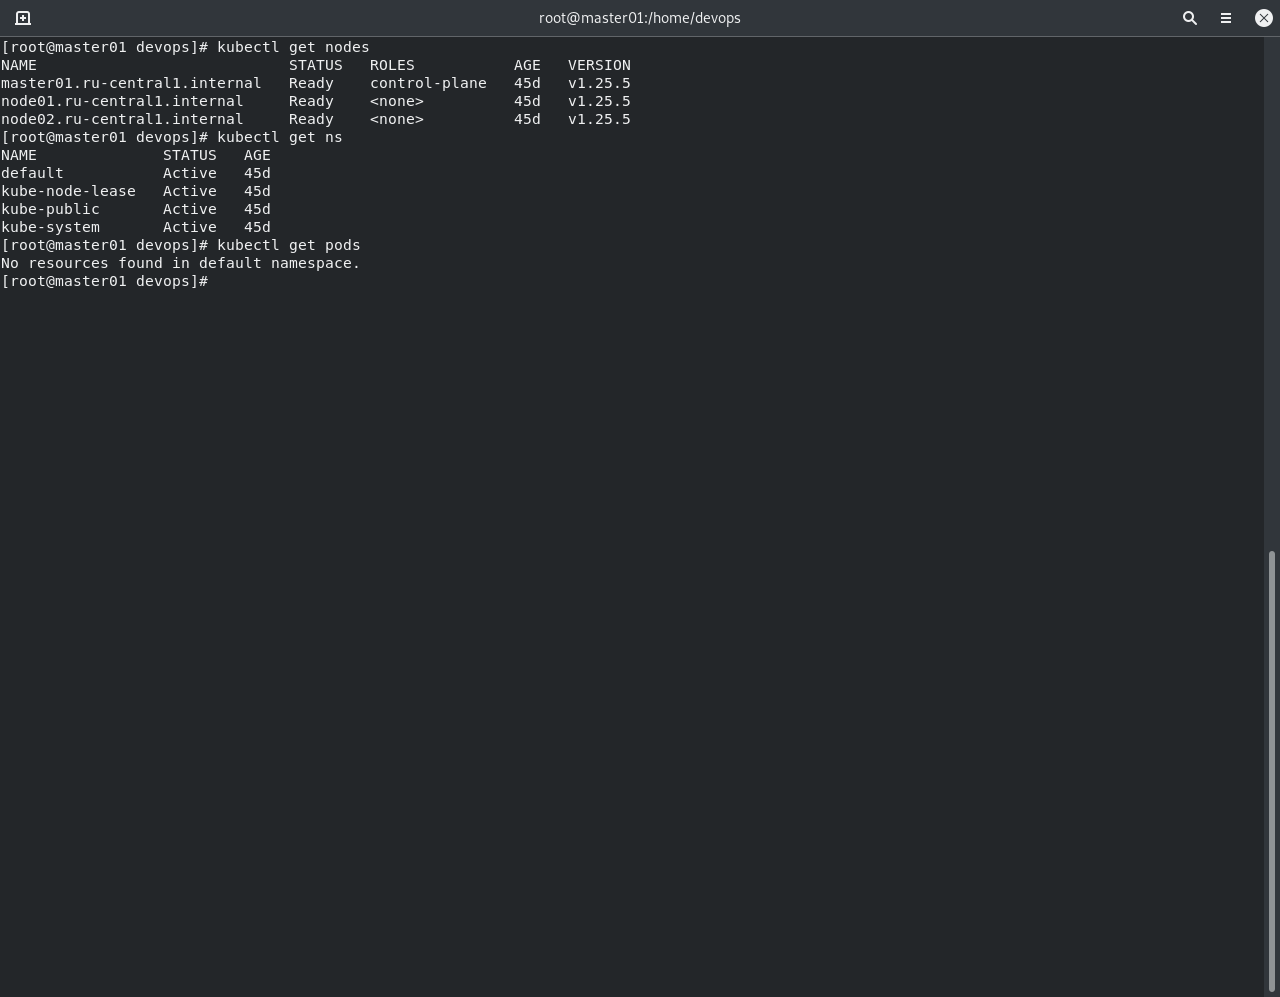 root@master01:/home/devops
[root@master01 devops]# kubectl get nodes
NAME                            STATUS   ROLES           AGE   VERSION
master01.ru-central1.internal   Ready    control-plane   45d   v1.25.5
node01.ru-central1.internal     Ready    <none>          45d   v1.25.5
node02.ru-central1.internal     Ready    <none>          45d   v1.25.5
[root@master01 devops]# kubectl get ns
NAME              STATUS   AGE
default           Active   45d
kube-node-lease   Active   45d
kube-public       Active   45d
kube-system       Active   45d
[root@master01 devops]# kubectl get pods
No resources found in default namespace.
[root@master01 devops]#